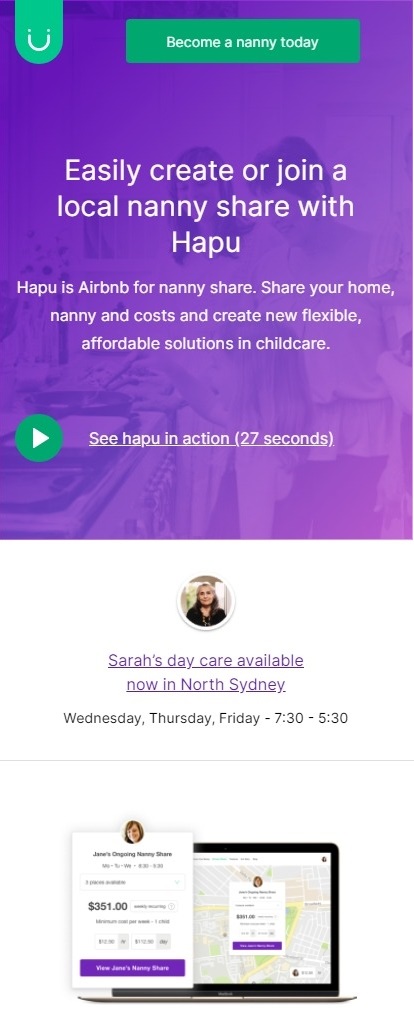 Become a nanny today
Easily create or join a
local nanny share with
Hapu
Hapu is Airbnb for nanny share. Share your home,
nanny and costs and create new flexible,
affordable solutions in childcare.
See hapu in action (27 seconds)
Sarah's day care available
now in North Sydney
Wednesday, Thursday, Friday - 7:30 - 5:30
Jane's Ongoing Nanny Share
Mo - Tu - We • 8:30 - 5:30
3 places available
$351.00 weekly recurring
Minimum cost per week - 1 child
$12.50 hr $112.50 day
View Jane's Nanny Share
Jane's Ongoing Nanny Share
$351.00
View Jane's Nanny Share